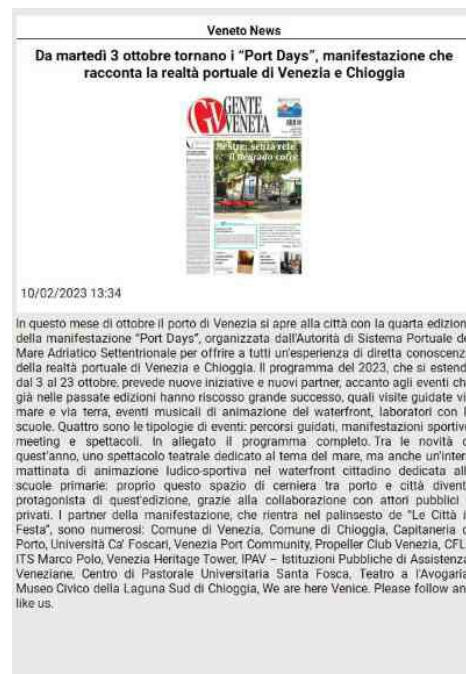 Veneto News
Da martedì 3 ottobre tornano i “Port Days”, manifestazione che
racconta la realtà portuale di Venezia e Chioggia
GV GENTE
VENETA
Mestre: senza rete
il degrado corre
10/02/2023 13:34
In questo mese di ottobre il porto di Venezia si apre alla città con la quarta edizion
della manifestazione “Port Days”, organizzata dall'Autorità di Sistema Portuale de
Mare Adriatico Settentrionale per offrire a tutti un'esperienza di diretta conoscenz
della realtà portuale di Venezia e Chioggia. Il programma del 2023, che si estend
dal 3 al 23 ottobre, prevede nuove iniziative e nuovi partner, accanto agli eventi ch
già nelle passate edizioni hanno riscosso grande successo, quali visite guidate vi
mare e via terra, eventi musicali di animazione del waterfront, laboratori con l
scuole. Quattro sono le tipologie di eventi: percorsi guidati, manifestazioni sportive
meeting e spettacoli. In allegato il programma completo. Tra le novità d
quest'anno, uno spettacolo teatrale dedicato al tema del mare, ma anche un'inter
mattinata di animazione ludico-sportiva nel waterfront cittadino dedicata all
scuole primarie: proprio questo spazio di cerniera tra porto e città divent
protagonista di quest'edizione, grazie alla collaborazione con attori pubblici
privati. I partner della manifestazione, che rientra nel palinsesto de “Le Città i
Festa”, sono numerosi: Comune di Venezia, Comune di Chioggia, Capitaneria d
Porto, Università Ca' Foscari, Venezia Port Community, Propeller Club Venezia, CFL
ITS Marco Polo, Venezia Heritage Tower, IPAV – Istituzioni Pubbliche di Assistenza
Veneziane, Centro di Pastorale Universitaria Santa Fosca, Teatro a l'Avogaria
Museo Civico della Laguna Sud di Chioggia, We are here Venice. Please follow an
like us.